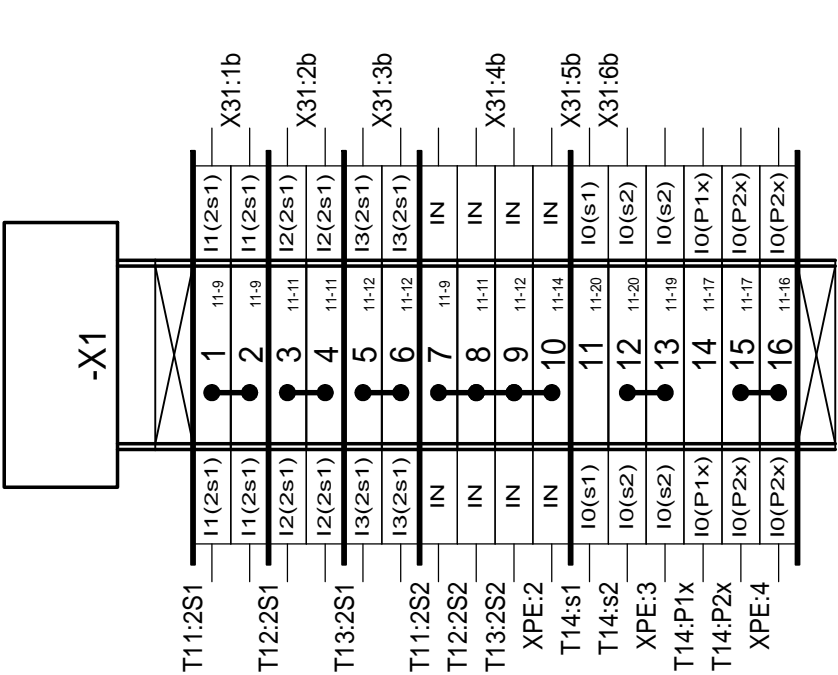 -X1
X31:1b
X31:2b
X31:3b
X31:4b
X31:5b
X31:6b
I1(2s1)
I1(2s1)
I2(2s1)
I2(2s1)
I3(2s1)
I3(2s1)
IN
IN
IN
IN
I0(s1)
I0(s2)
I0(s2)
I0(P1x)
I0(P2x)
I0(P2x)
11-9
11-9
11-11
11-11
11-12
11-12
11-9
11-11
11-12
11-14
11-20
11-20
11-19
11-17
11-17
11-16
1
2
3
4
5
6
7
8
9
10
11
12
13
14
15
16
I1(2s1)
I1(2s1)
I2(2s1)
I2(2s1)
I3(2s1)
I3(2s1)
IN
IN
IN
IN
I0(s1)
I0(s2)
I0(s2)
I0(P1x)
I0(P2x)
I0(P2x)
T11:2S1
T12:2S1
T13:2S1
T11:2S2
T12:2S2
T13:2S2
XPE:2
T14:s1
T14:s2
XPE:3
T14:P1x
T14:P2x
XPE:4